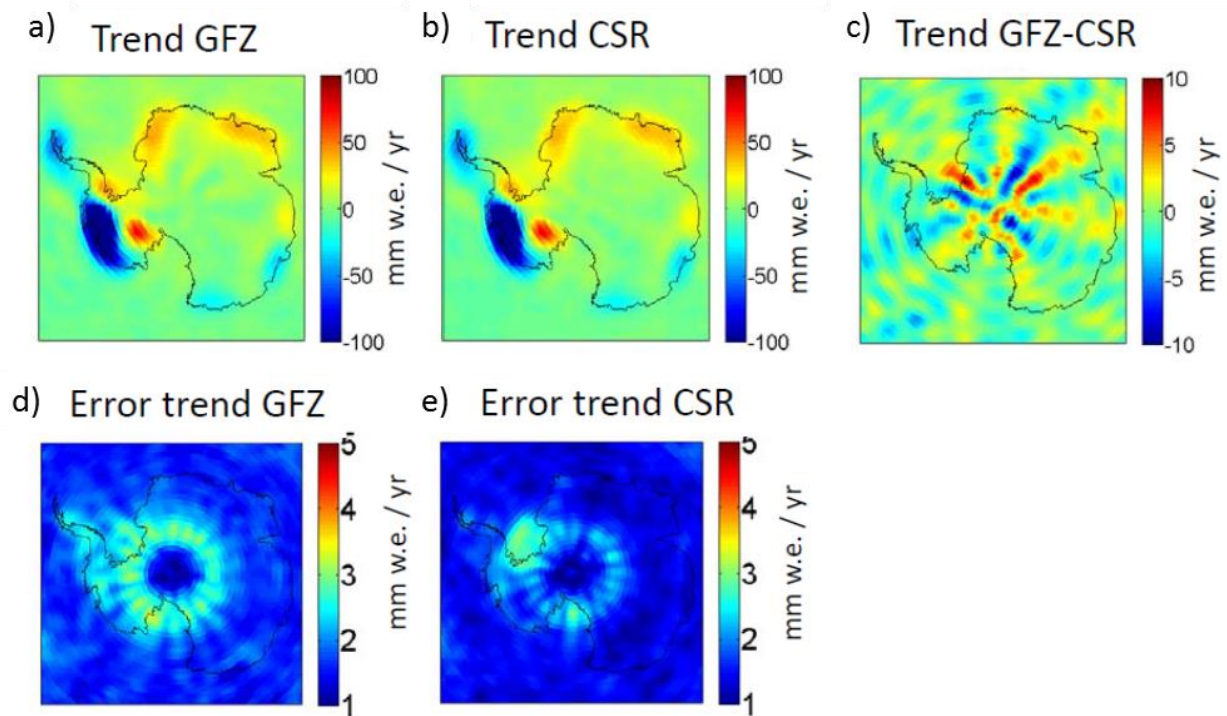 a) Trend GFZ
b) Trend CSR
c) Trend GFZ-CSR
100
50
0
-50
-100
mm w.e. / yr
100
50
0
-50
-100
mm w.e. / yr
10
5
0
-5
-10
mm w.e. / yr
d) Error trend GFZ
e) Error trend CSR
5
4
3
2
1
mm w.e. / yr
5
4
3
2
1
mm w.e. / yr